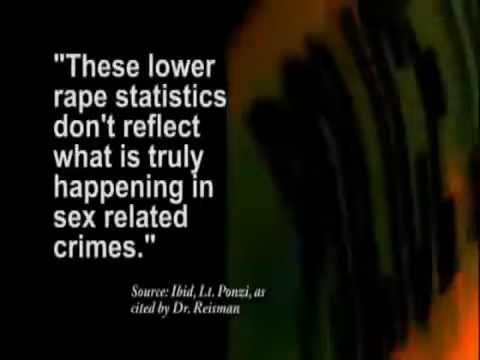 "These lower
rape statistics
don't reflect
what is truly
happening in
sex related
crimes."
Source: Ibid, Lt. Ponzi, as
cited by Dr. Reisman